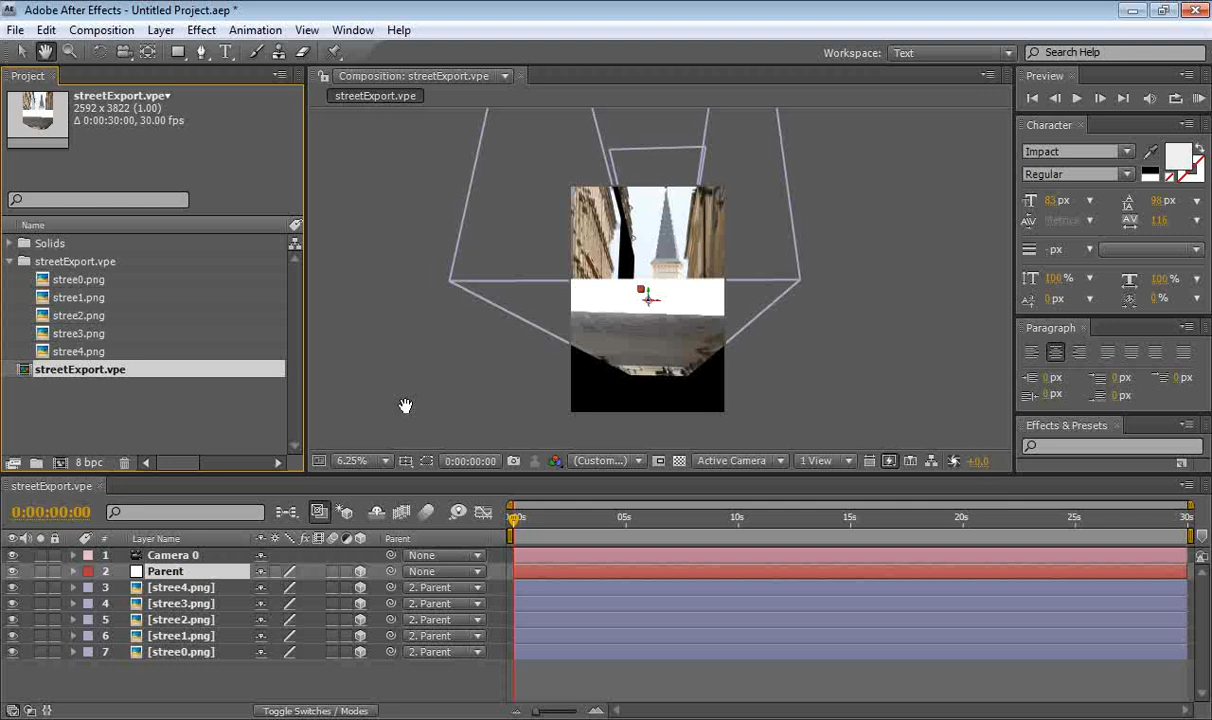 Ae Adobe After Effects - Untitled Project.aep *
File Edit Composition Layer Effect Animation View Window Help
Workspace: Text Search Help
Project
Composition: streetExport.vpe
Preview
streetExport.vpe
2592 x 3822 (1.00)
Δ 0:00:30:00, 30.00 fps
streetExport.vpe
Character
Impact
Regular
83 px
98 px
Metrics
116
- px
100 %
100 %
0 px
0 %
Paragraph
0 px
0 px
0 px
0 px
0 px
Effects & Presets
Name
Solids
streetExport.vpe
stree0.png
stree1.png
stree2.png
stree3.png
stree4.png
streetExport.vpe
8 bpc
6.25% 0:00:00:00 (Custom...) Active Camera 1 View +0.0
streetExport.vpe
0:00:00:00
05s 10s 15s 20s 25s 30s
# Layer Name fx Parent
1 Camera 0 None
2 Parent None
3 [stree4.png] 2. Parent
4 [stree3.png] 2. Parent
5 [stree2.png] 2. Parent
6 [stree1.png] 2. Parent
7 [stree0.png] 2. Parent
Toggle Switches / Modes